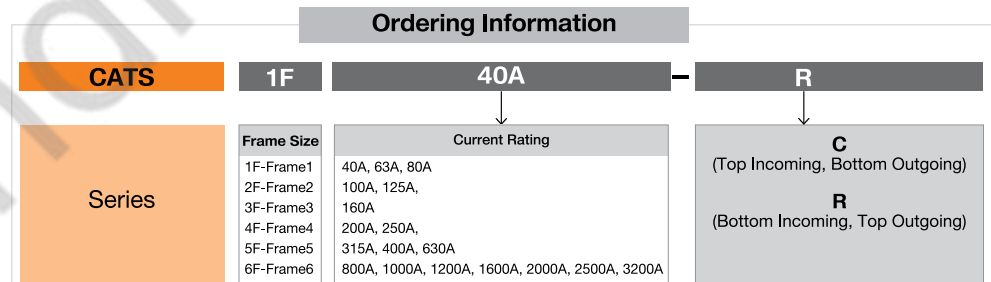 Ordering Information
CATS 1F 40A – R
Series
Frame Size Current Rating
1F-Frame1 40A, 63A, 80A
2F-Frame2 100A, 125A,
3F-Frame3 160A
4F-Frame4 200A, 250A,
5F-Frame5 315A, 400A, 630A
6F-Frame6 800A, 1000A, 1200A, 1600A, 2000A, 2500A, 3200A
C
(Top Incoming, Bottom Outgoing)
R
(Bottom Incoming, Top Outgoing)